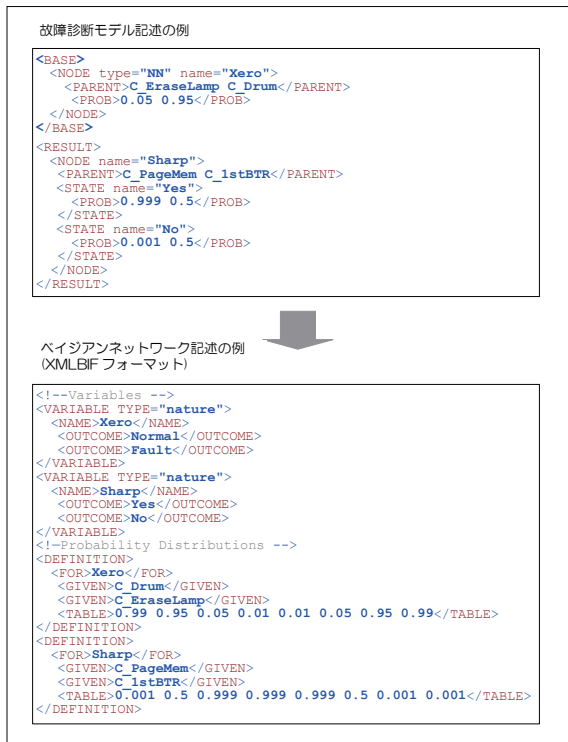 故障診断モデル記述の例
<BASE>
<NODE type="NN" name="Xero">
<PARENT>C_EraseLamp C_Drum</PARENT>
<PROB>0.05 0.95</PROB>
</NODE>
</BASE>
<RESULT>
<NODE name="Sharp">
<PARENT>C_PageMem C_1stBTR</PARENT>
<STATE name="Yes">
<PROB>0.999 0.5</PROB>
</STATE>
<STATE name="No">
<PROB>0.001 0.5</PROB>
</STATE>
</NODE>
</RESULT>
ベイジアンネットワーク記述の例
(XMLBIF フォーマット)
<!--Variables -->
<VARIABLE TYPE="nature">
<NAME>Xero</NAME>
<OUTCOME>Normal</OUTCOME>
<OUTCOME>Fault</OUTCOME>
</VARIABLE>
<VARIABLE TYPE="nature">
<NAME>Sharp</NAME>
<OUTCOME>Yes</OUTCOME>
<OUTCOME>No</OUTCOME>
</VARIABLE>
<!—Probability Distributions -->
<DEFINITION>
<FOR>Xero</FOR>
<GIVEN>C_Drum</GIVEN>
<GIVEN>C_EraseLamp</GIVEN>
<TABLE>0.99 0.95 0.05 0.01 0.01 0.05 0.95 0.99</TABLE>
</DEFINITION>
<DEFINITION>
<FOR>Sharp</FOR>
<GIVEN>C_PageMem</GIVEN>
<GIVEN>C_1stBTR</GIVEN>
<TABLE>0.001 0.5 0.999 0.999 0.999 0.5 0.001 0.001</TABLE>
</DEFINITION>